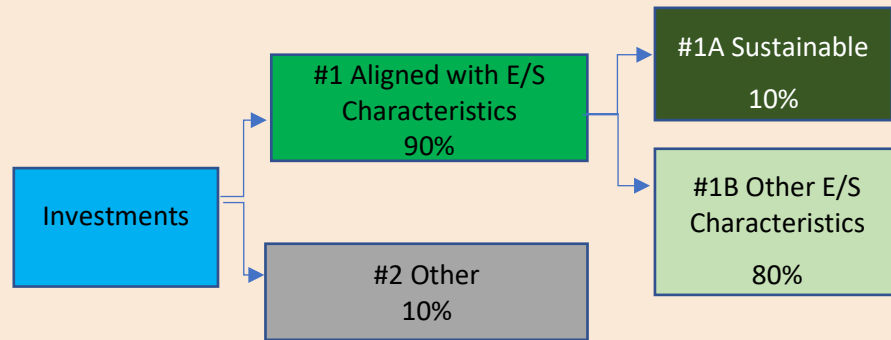 Investments
#1 Aligned with E/S
Characteristics
90%
#2 Other
10%
#1A Sustainable
10%
#1B Other E/S
Characteristics
80%